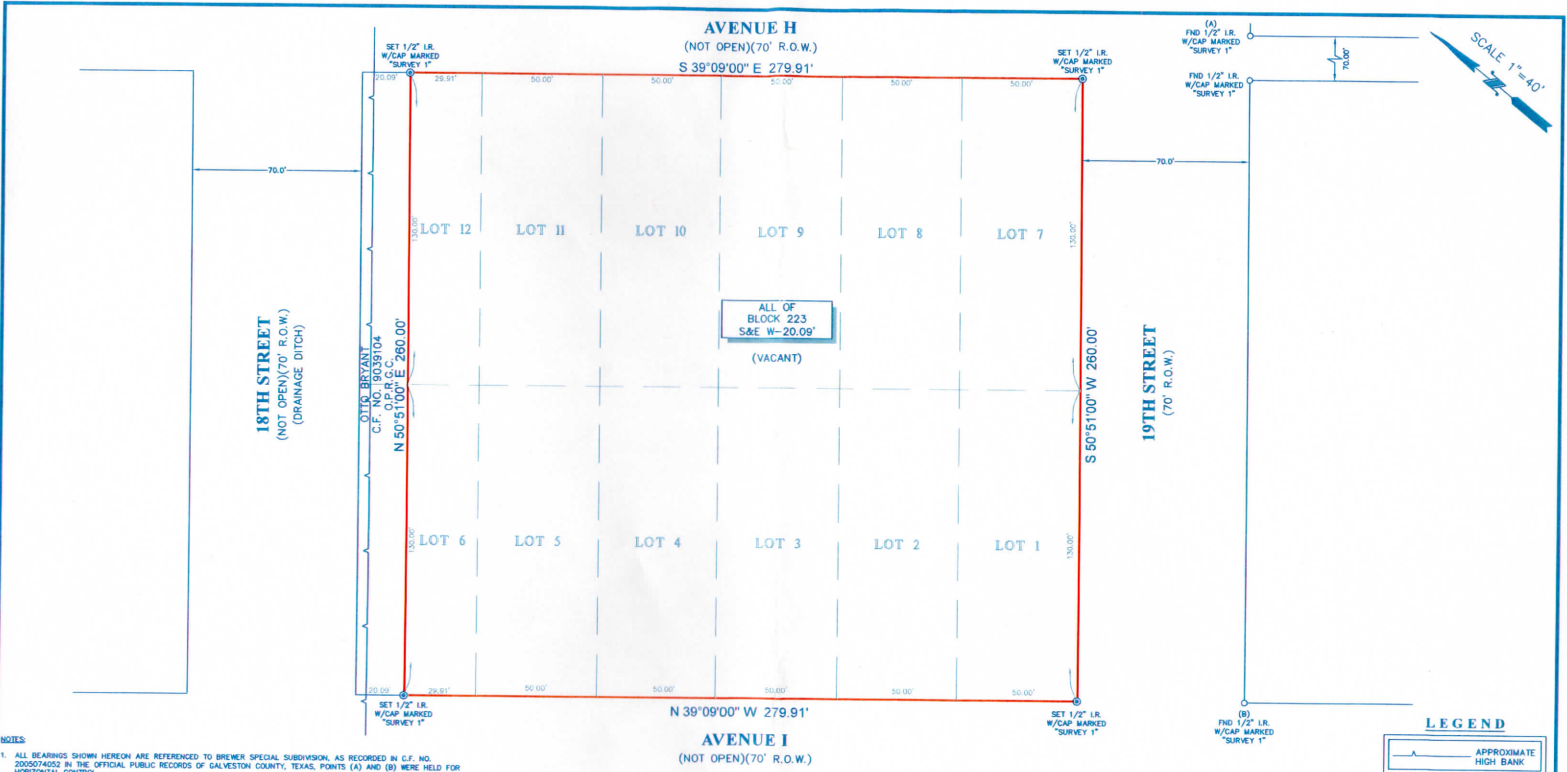 AVENUE H
(NOT OPEN)(70' R.O.W.)
S 39°09'00" E 279.91'
SET 1/2" I.R.
W/CAP MARKED
"SURVEY 1"
SET 1/2" I.R.
W/CAP MARKED
"SURVEY 1"
(A)
FND 1/2" I.R.
W/CAP MARKED
"SURVEY 1"
70.00'
FND 1/2" I.R.
W/CAP MARKED
"SURVEY 1"
SCALE 1"=40'
20.09' 29.91' 50.00' 50.00' 50.00' 50.00' 50.00'
70.0'
70.0'
130.00'
LOT 12 LOT 11 LOT 10 LOT 9 LOT 8 LOT 7
130.00'
ALL OF
BLOCK 223
S&E W-20.09'
(VACANT)
18TH STREET
(NOT OPEN)(70' R.O.W.)
(DRAINAGE DITCH)
OTTO BRYANT
C.F. NO. 19039104
O.P.R.G.C.
N 50°51'00" E 260.00'
S 50°51'00" W 260.00'
19TH STREET
(70' R.O.W.)
130.00'
LOT 6 LOT 5 LOT 4 LOT 3 LOT 2 LOT 1
130.00'
20.09 29.91' 50.00' 50.00' 50.00' 50.00' 50.00'
SET 1/2" I.R.
W/CAP MARKED
"SURVEY 1"
N 39°09'00" W 279.91'
SET 1/2" I.R.
W/CAP MARKED
"SURVEY 1"
(B)
FND 1/2" I.R.
W/CAP MARKED
"SURVEY 1"
AVENUE I
(NOT OPEN)(70' R.O.W.)
LEGEND
APPROXIMATE
HIGH BANK
NOTES:
1. ALL BEARINGS SHOWN HEREON ARE REFERENCED TO BREWER SPECIAL SUBDIVISION, AS RECORDED IN C.F. NO.
2005074052 IN THE OFFICIAL PUBLIC RECORDS OF GALVESTON COUNTY, TEXAS, POINTS (A) AND (B) WERE HELD FOR
HORIZONTAL CONTROL